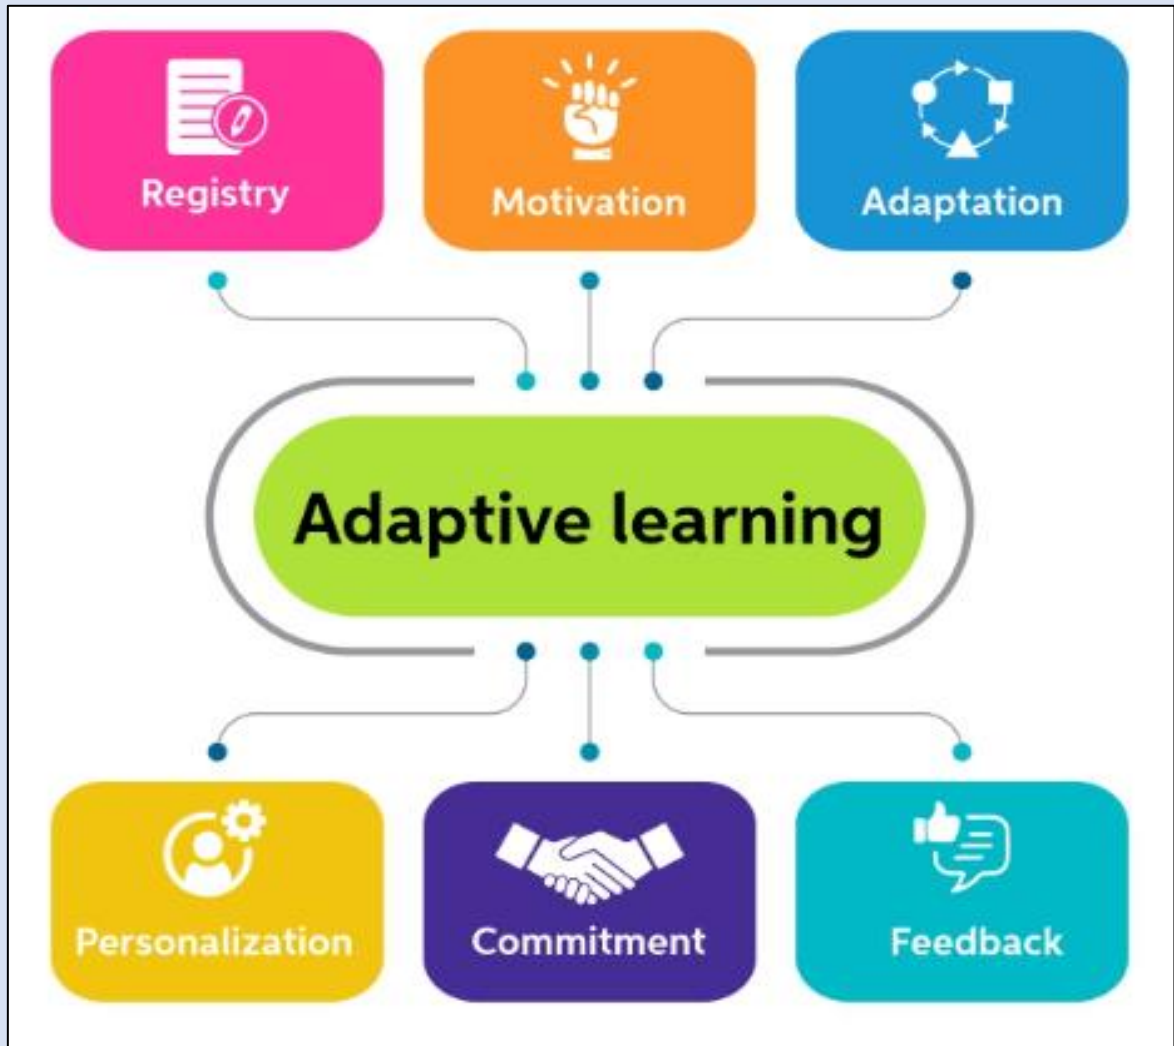 Registry
Motivation
Adaptation
Adaptive learning
Personalization
Commitment
Feedback